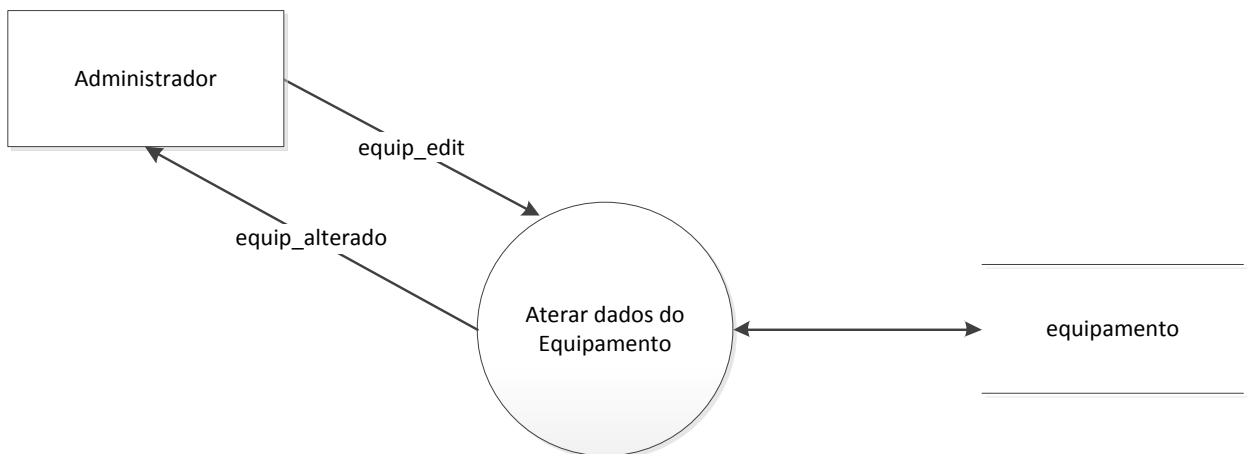 Administrador
equip_edit
equip_alterado
Aterar dados do
Equipamento
equipamento